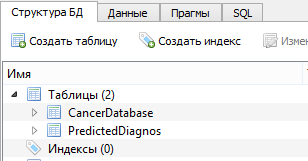 Структура БД Данные Прагмы SQL
Создать таблицу Создать индекс
Имя
Таблицы (2)
CancerDatabase
PredictedDiagnos
Индексы (0)